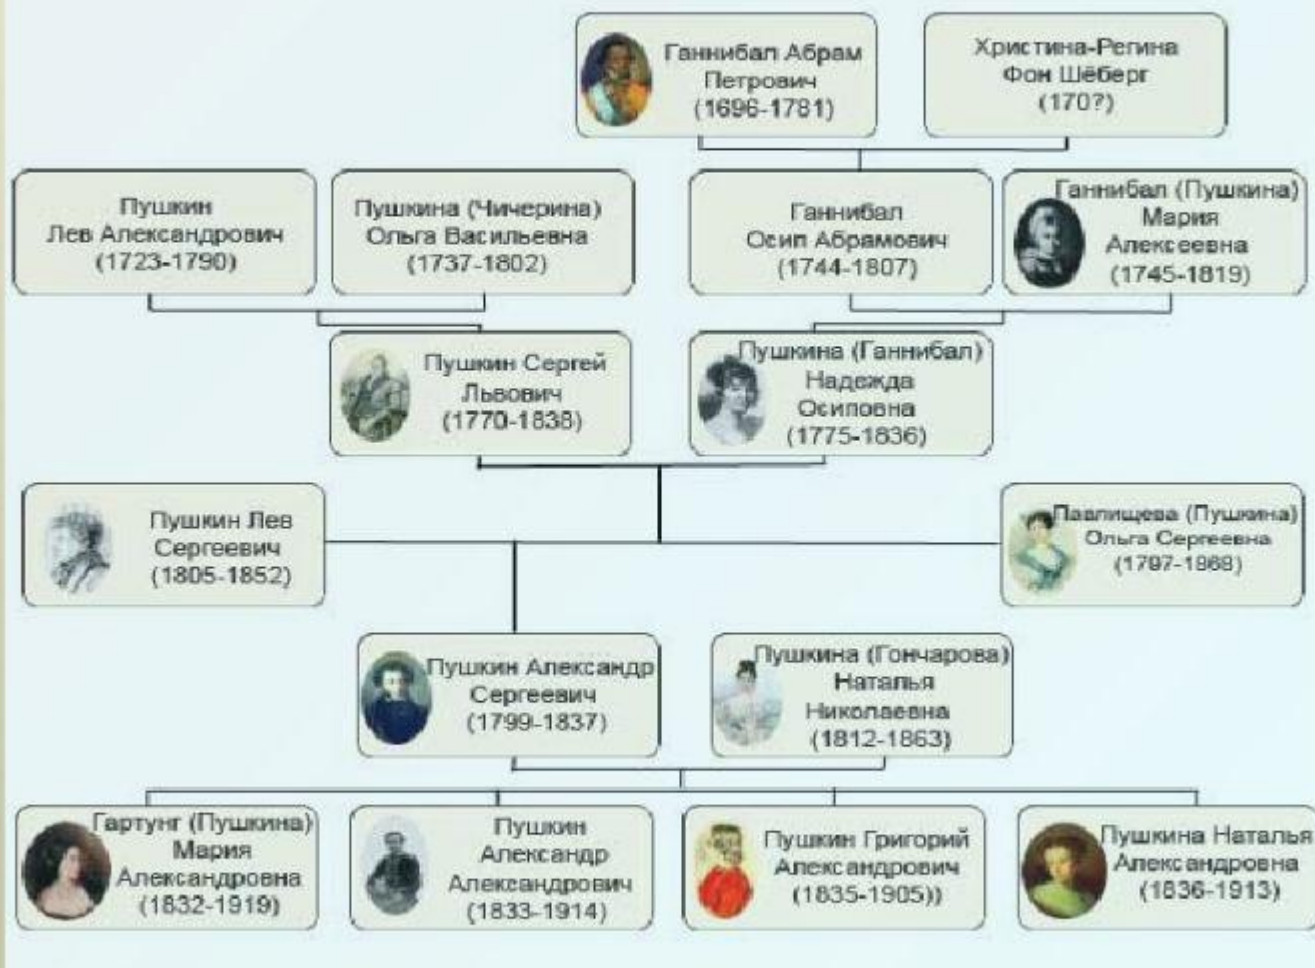 Ганнибал Абрам
Петрович
(1696-1781)
Христина-Регина
Фон Шёберг
(170?)
Пушкин
Лев Александрович
(1723-1790)
Пушкина (Чичерина)
Ольга Васильевна
(1737-1802)
Ганнибал
Осип Абрамович
(1744-1807)
Ганнибал (Пушкина)
Мария
Алексеевна
(1745-1819)
Пушкин Сергей
Львович
(1770-1838)
Пушкина (Ганнибал)
Надежда
Осиповна
(1775-1836)
Пушкин Лев
Сергеевич
(1805-1852)
Павлищева (Пушкина)
Ольга Сергеевна
(1797-1868)
Пушкин Александр
Сергеевич
(1799-1837)
Пушкина (Гончарова)
Наталья
Николаевна
(1812-1863)
Гартунг (Пушкина)
Мария
Александровна
(1832-1919)
Пушкин
Александр
Александрович
(1833-1914)
Пушкин Григорий
Александрович
(1835-1905))
Пушкина Наталья
Александровна
(1836-1913)